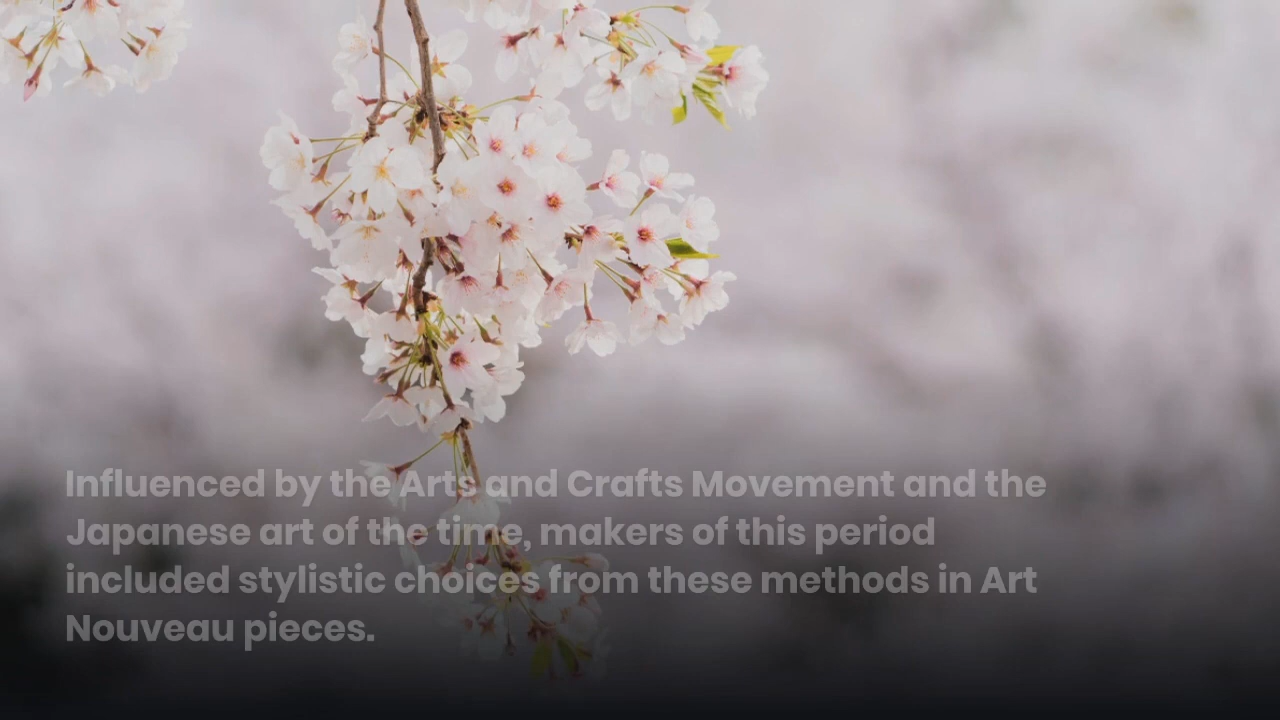 Influenced by the Arts and Crafts Movement and the
Japanese art of the time, makers of this period
included stylistic choices from these methods in Art
Nouveau pieces.